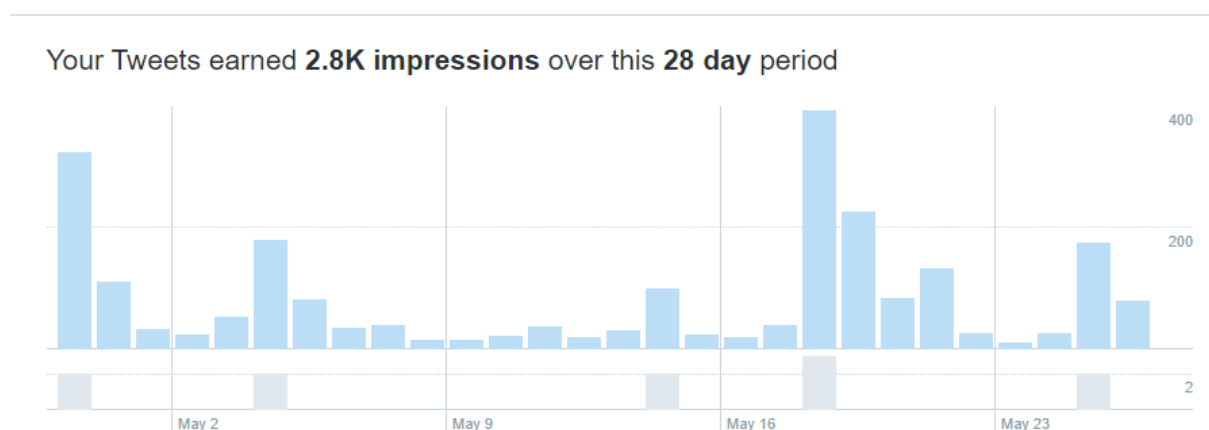 Your Tweets earned 2.8K impressions over this 28 day period
400
200
2
May 2 May 9 May 16 May 23